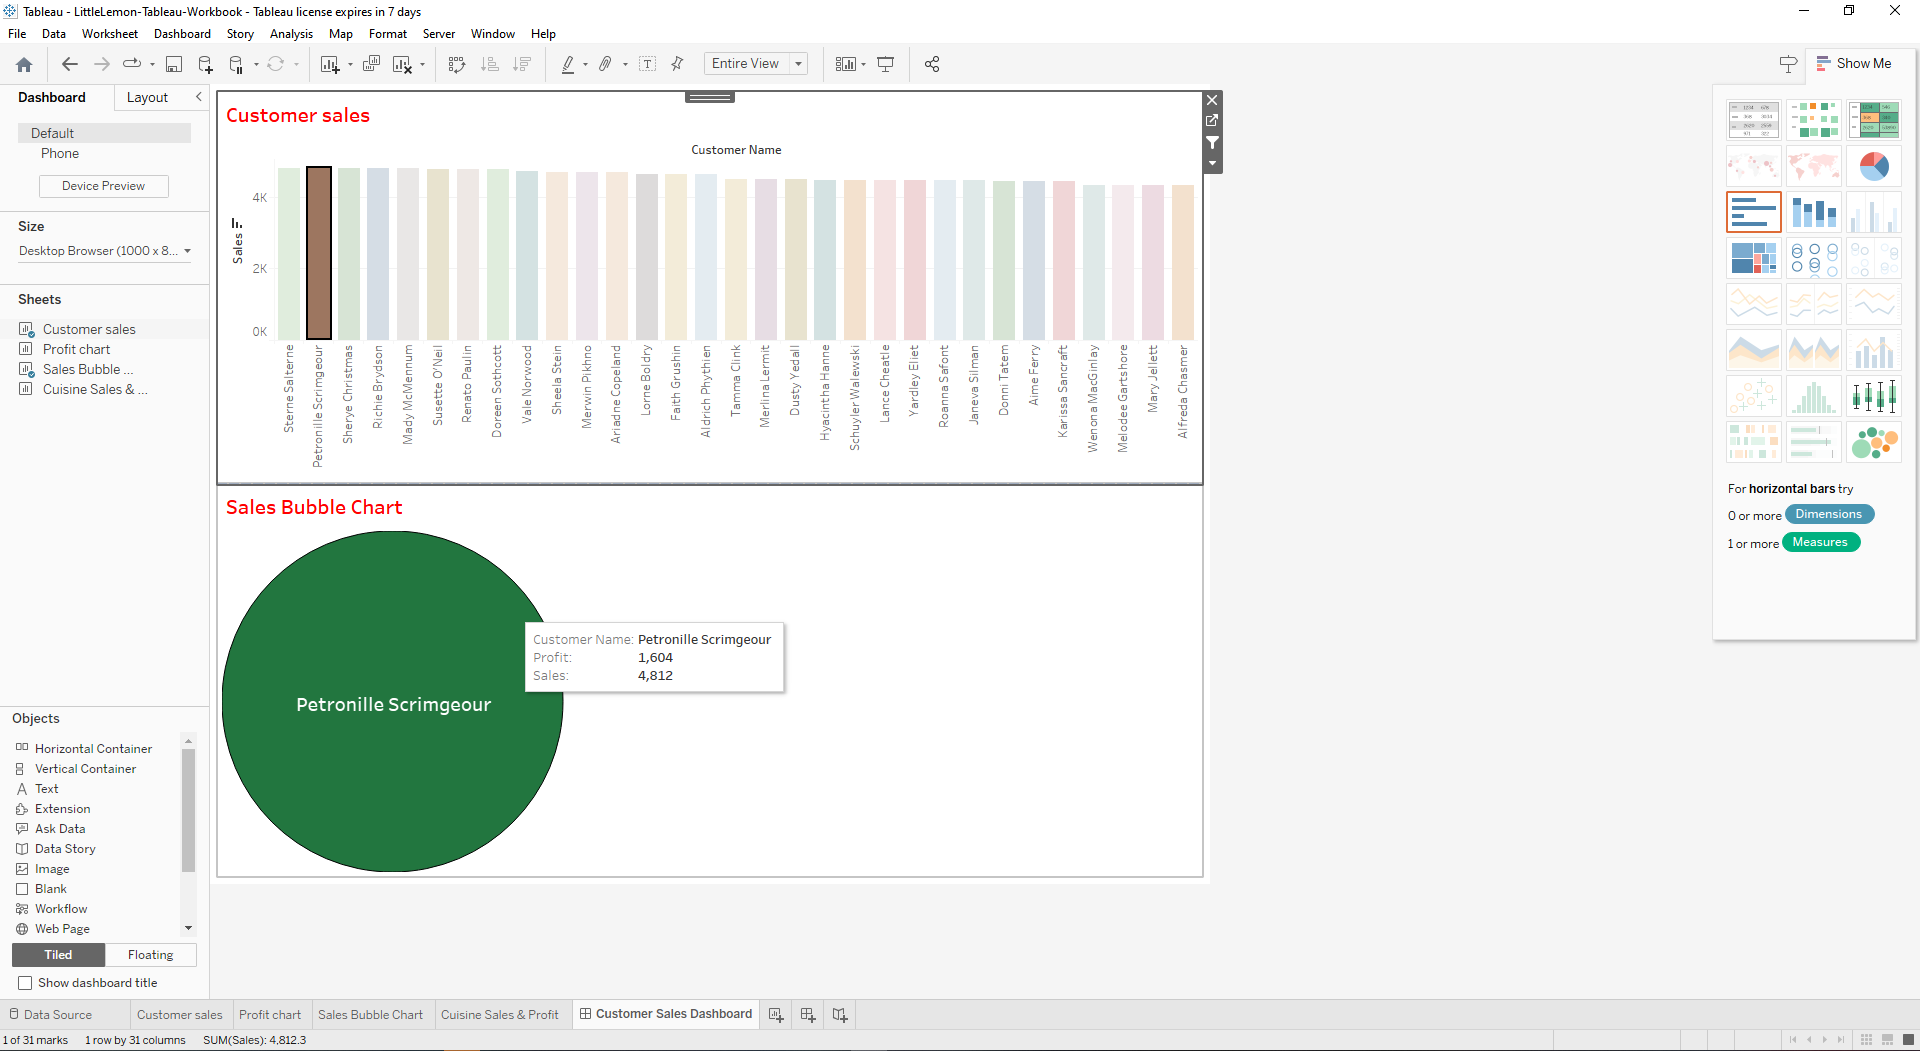 Tableau - LittleLemon-Tableau-Workbook - Tableau license expires in 7 days
File Data Worksheet Dashboard Story Analysis Map Format Server Window Help
Entire View
Show Me
Dashboard Layout
Default
Phone
Device Preview
Size
Desktop Browser (1000 x 8...
Sheets
Customer sales
Profit chart
Sales Bubble ...
Cuisine Sales & ...
Objects
Horizontal Container
Vertical Container
Text
Extension
Ask Data
Data Story
Image
Blank
Workflow
Web Page
Tiled Floating
Show dashboard title
Customer sales
Customer Name
Sales
4K
2K
0K
Sterne Salterne
Petronille Scrimgeour
Sherye Christmas
Richie Brydson
Mady McMennum
Susette O'Neil
Renato Paulin
Doreen Sothcott
Vale Norwood
Sheela Stein
Merwin Pikhno
Ariadne Copeland
Lorne Boldry
Faith Grushin
Aldrich Phythien
Tamma Clink
Merlina Lermit
Dusty Yedall
Hyacintha Hanne
Schuyler Walewski
Lance Cheatle
Yardley Eliet
Roanna Safont
Janeva Silman
Donni Tatem
Aime Ferry
Karissa Sancraft
Wenona MacGinlay
Melodee Gartshore
Mary Jellett
Alfreda Chasmer
Sales Bubble Chart
Petronille Scrimgeour
Customer Name: Petronille Scrimgeour
Profit: 1,604
Sales: 4,812
For horizontal bars try
0 or more Dimensions
1 or more Measures
Data Source Customer sales Profit chart Sales Bubble Chart Cuisine Sales & Profit Customer Sales Dashboard
1 of 31 marks 1 row by 31 columns SUM(Sales): 4,812.3